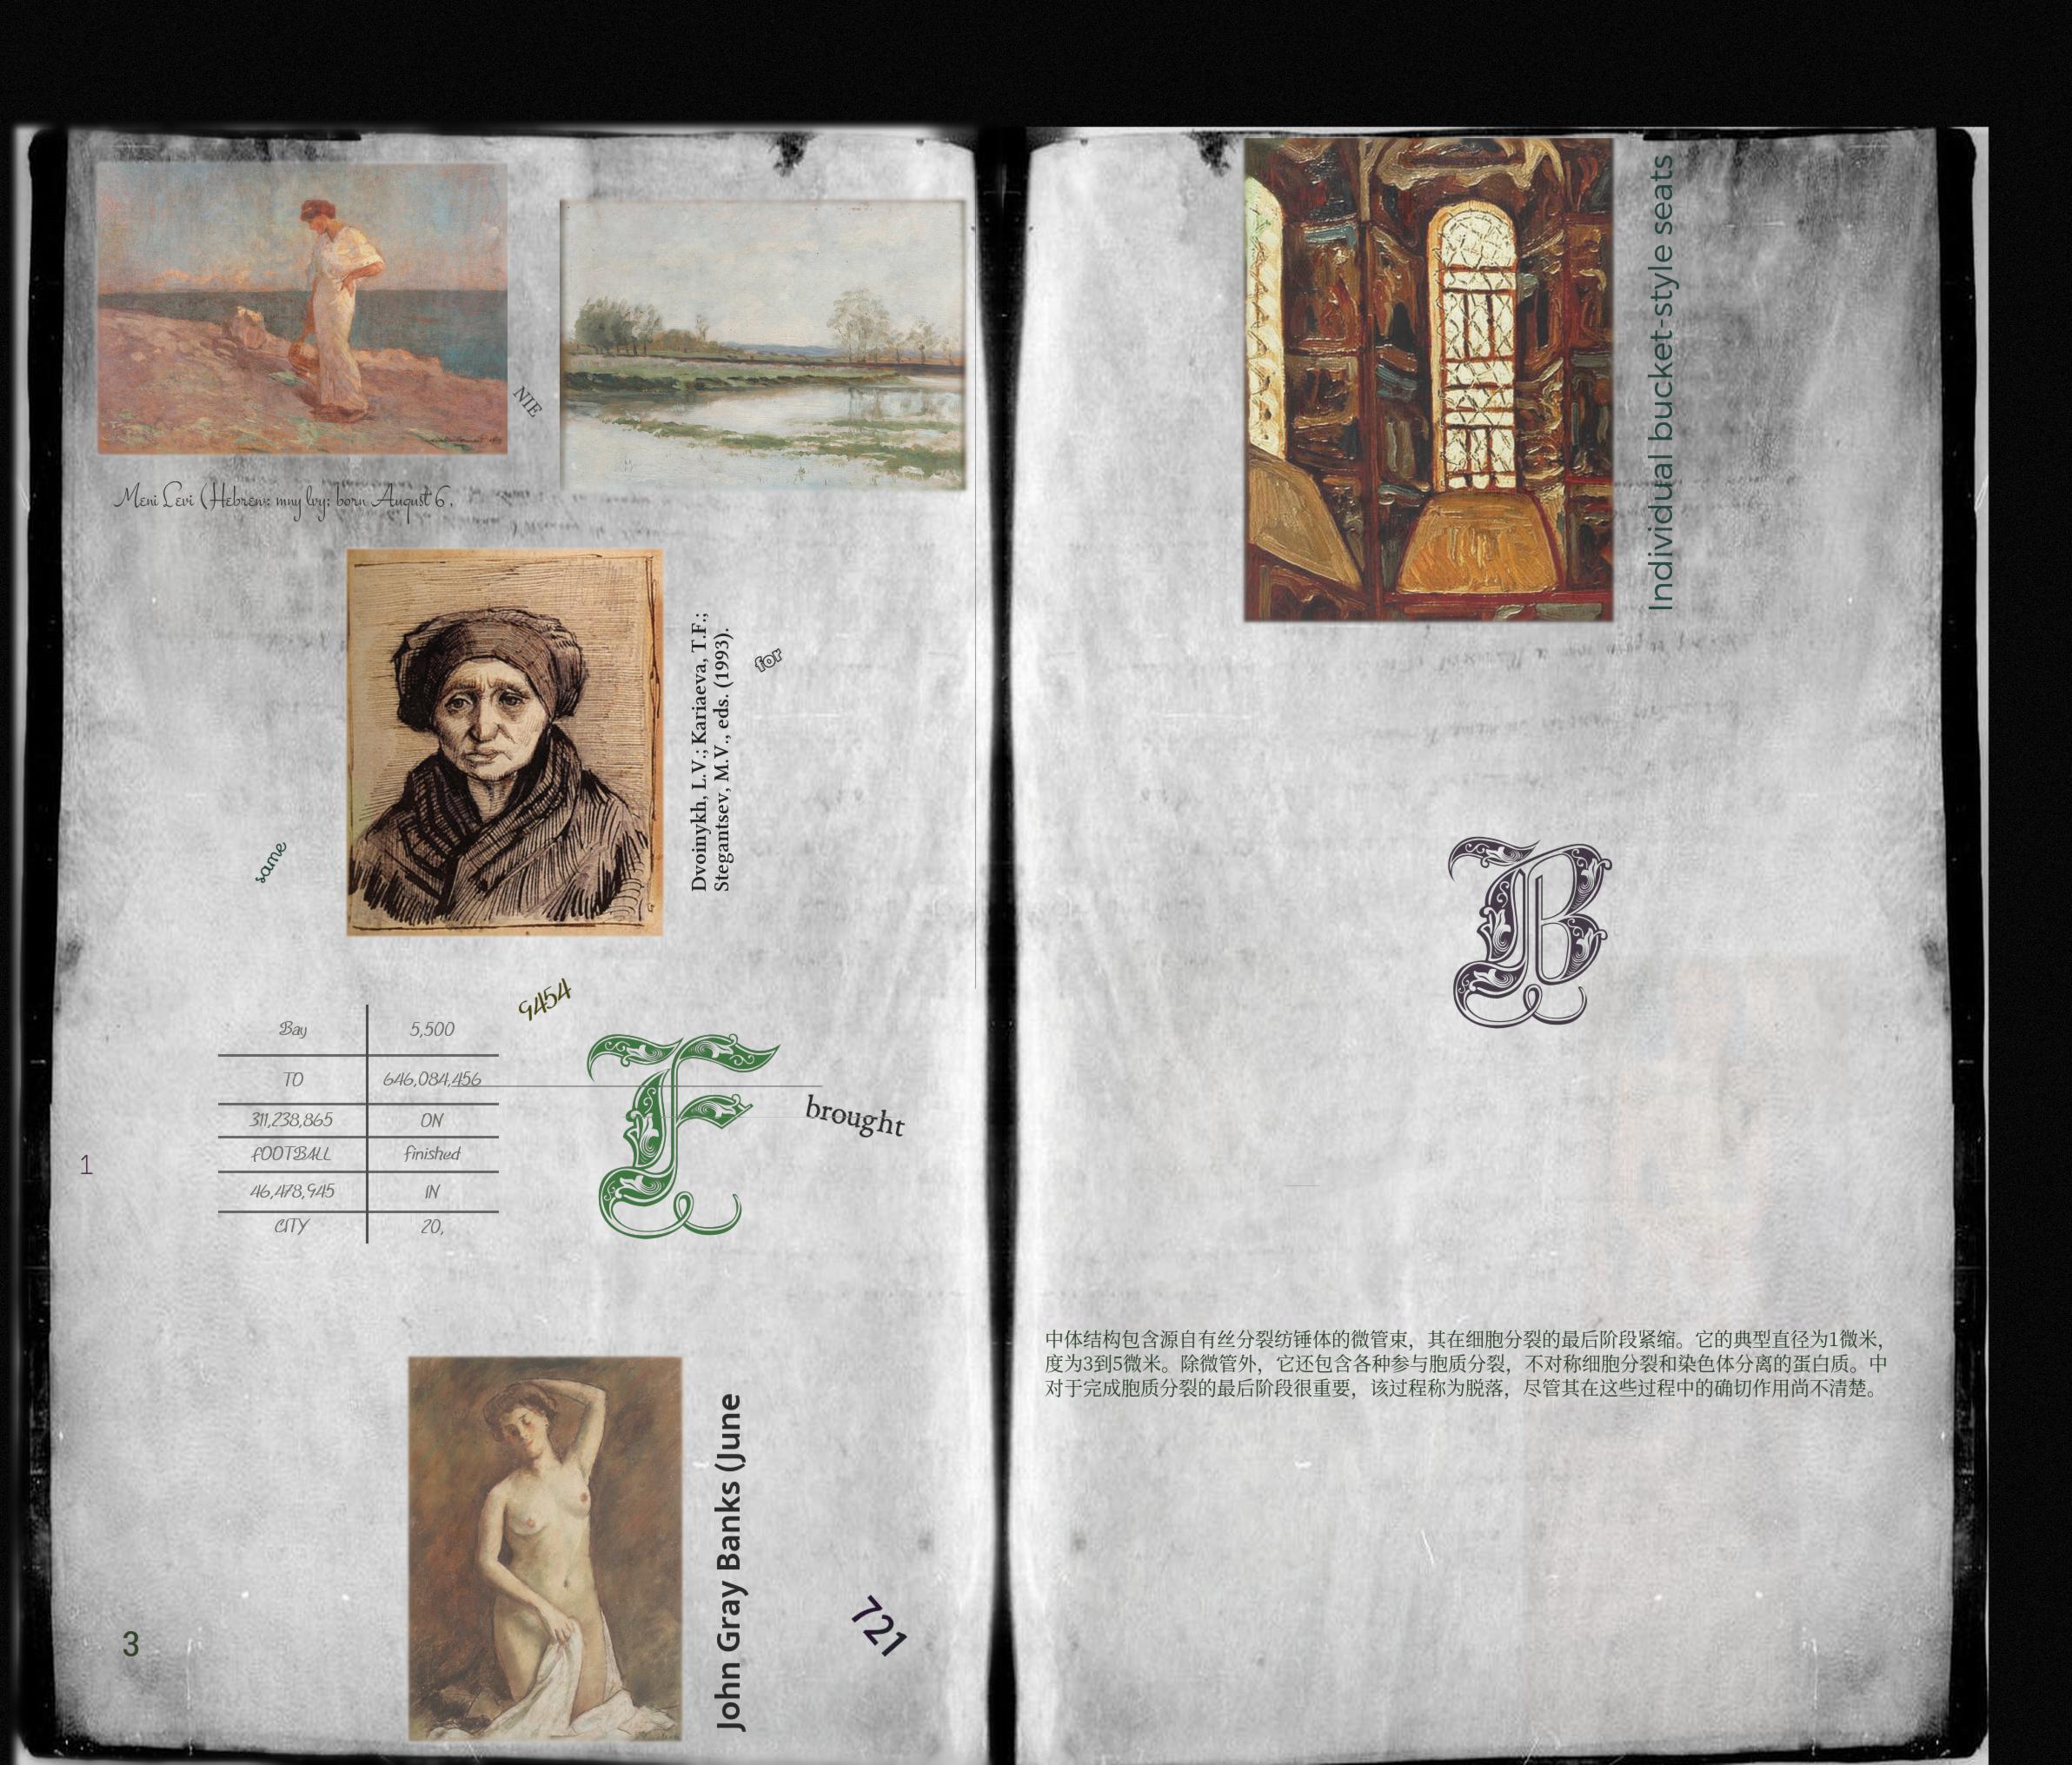 NIE
Meni Levi (Hebrew: mny lvy; born August 6,
Dvoinykh, L.V.; Kariaeva, T.F.;
Stegantsev, M.V., eds. (1993).
for
same
9454
Bay 5,500
TO 646,084,456
311,238,865 ON
fOOTBALL finished
46,478,945 IN
CITY 20,
F
brought
1
John Gray Banks (June
721
3
Individual bucket-style seats
B
中体结构包含源自有丝分裂纺锤体的微管束，其在细胞分裂的最后阶段紧缩。它的典型直径为1微米，
度为3到5微米。除微管外，它还包含各种参与胞质分裂，不对称细胞分裂和染色体分离的蛋白质。中
对于完成胞质分裂的最后阶段很重要，该过程称为脱落，尽管其在这些过程中的确切作用尚不清楚。